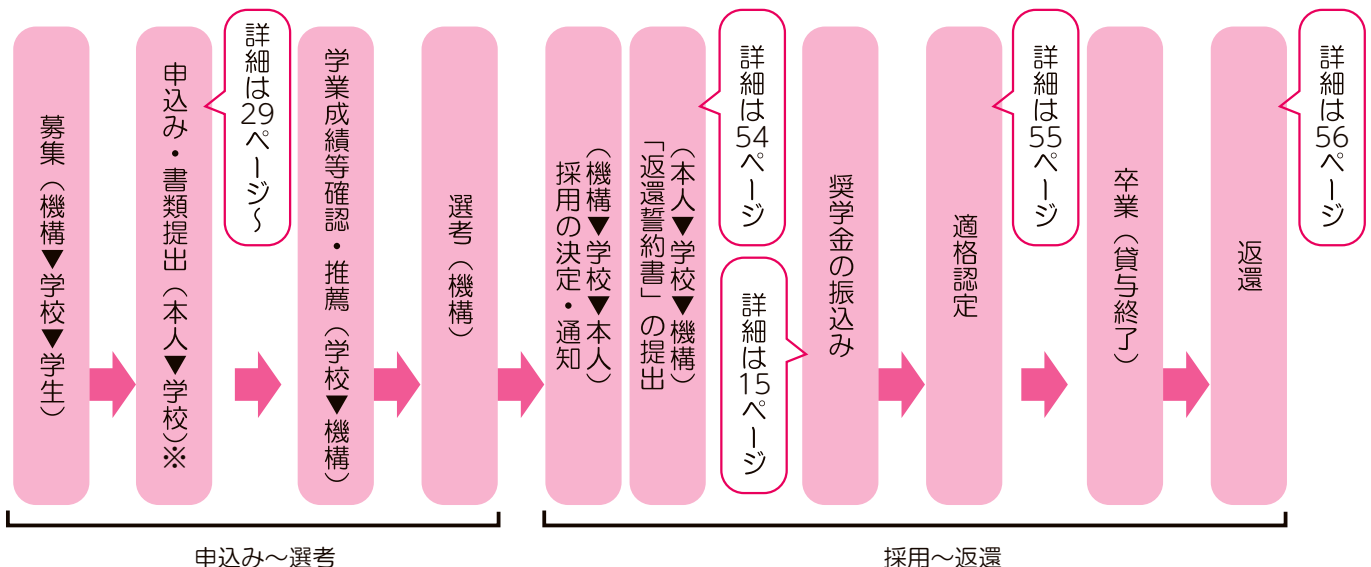 募集（機構▼学校▼学生）
申込み・書類提出（本人▼学校）※
詳細は29ページ～
学業成績等確認・推薦（学校▼機構）
選考（機構）
申込み～選考
（機構▼学校▼本人）
採用の決定・通知
（本人▼学校▼機構）
「返還誓約書」の提出
詳細は54ページ
詳細は15ページ
奨学金の振込み
適格認定
詳細は55ページ
卒業（貸与終了）
返還
詳細は56ページ
採用～返還